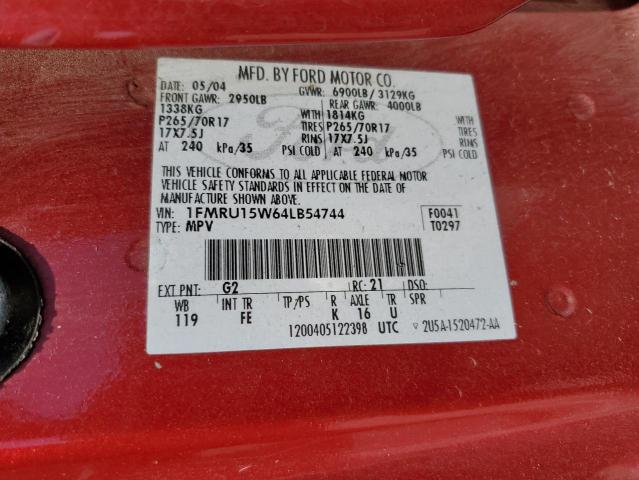 MFD. BY FORD MOTOR CO.
DATE: 05/04 GVWR: 6900LB / 3129KG
FRONT GAWR: 2950LB REAR GAWR: 4000LB
1338KG WITH 1814KG WITH
P265/70R17 TIRES P265/70R17 TIRES
17X7.5J RIMS 17X7.5J RIMS
AT 240 kPa/35 PSI COLD AT 240 kPa/35 PSI COLD
Ford
THIS VEHICLE CONFORMS TO ALL APPLICABLE FEDERAL MOTOR
VEHICLE SAFETY STANDARDS IN EFFECT ON THE DATE OF
MANUFACTURE SHOWN ABOVE.
VIN: 1FMRU15W64LB54744 F0041
TYPE: MPV T0297
EXT PNT: G2 RC: 21 DSO:
WB INT TR TP/PS R AXLE TR SPR
119 FE K 16 U
1200405122398 UTC 2U5A-1520472-AA